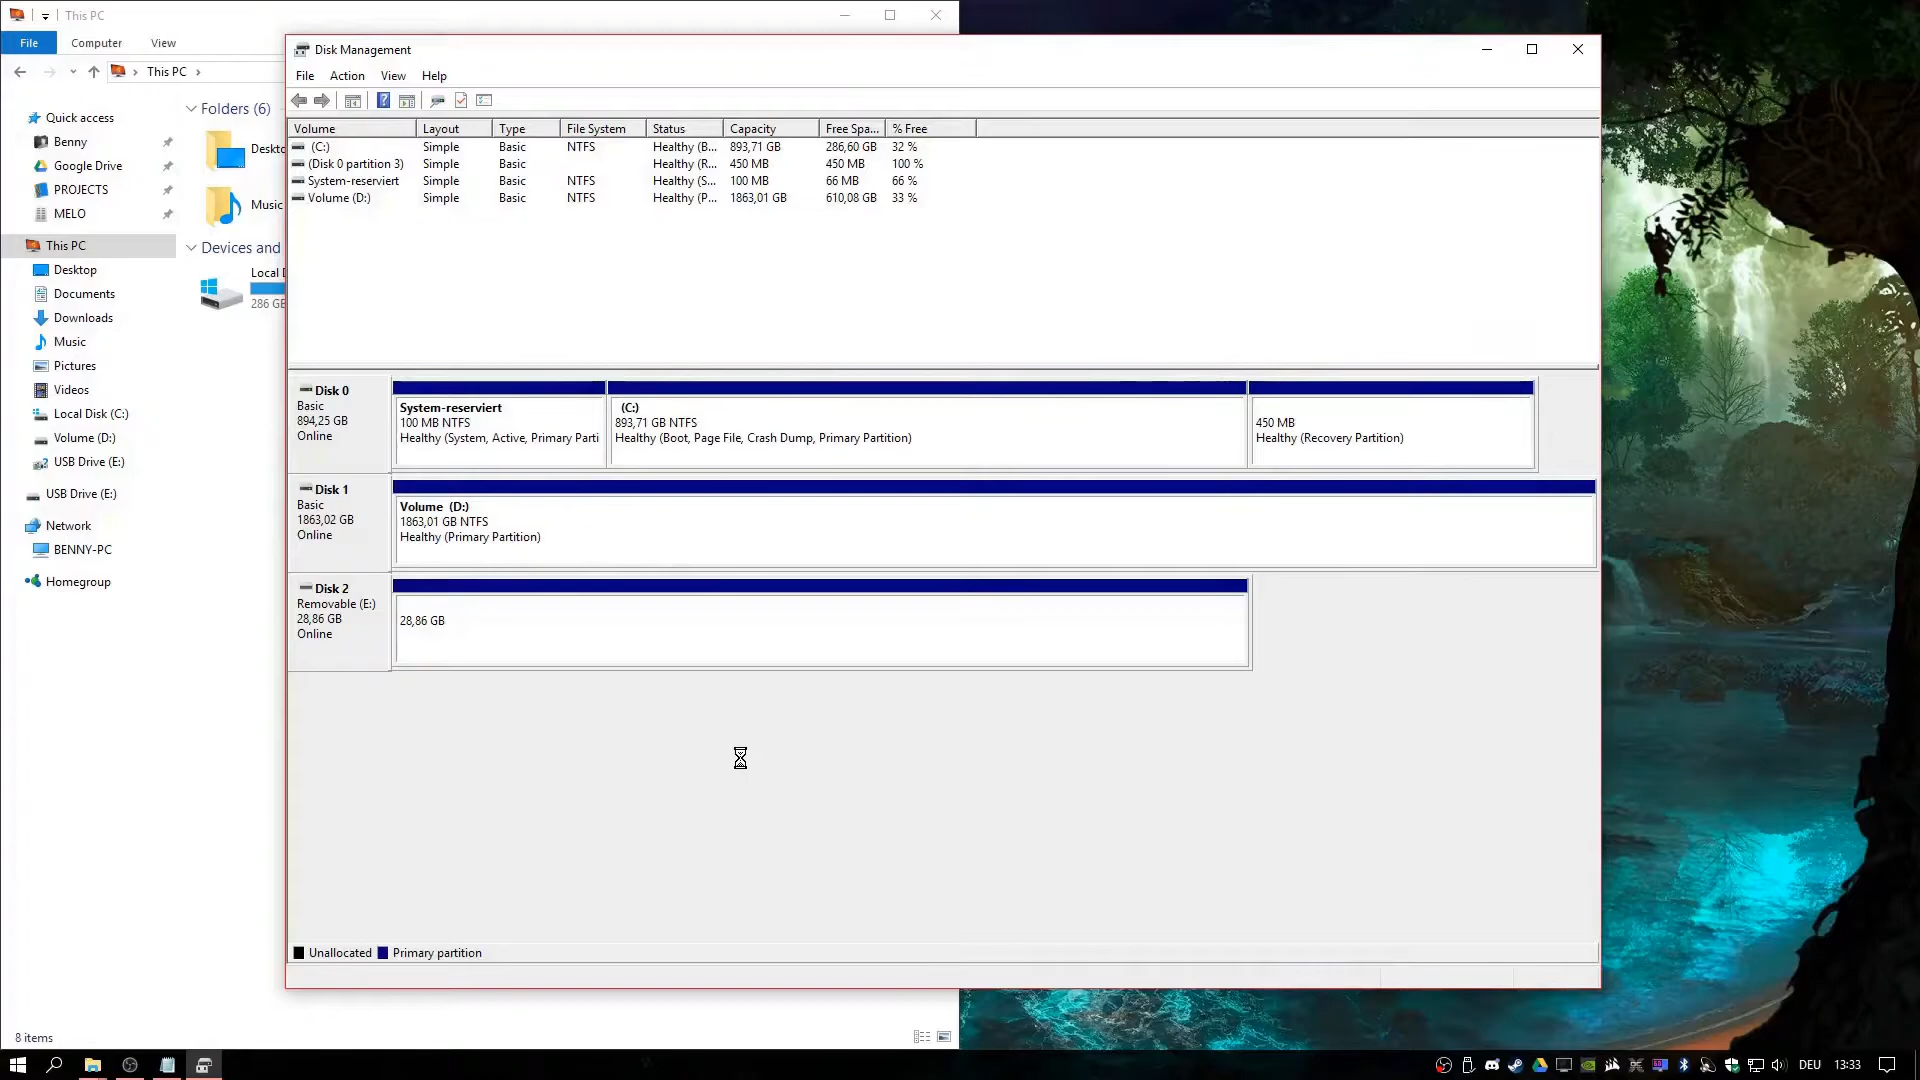 This PC
File
Computer
View
This PC
Quick access
Benny
Google Drive
PROJECTS
MELO
This PC
Desktop
Documents
Downloads
Music
Pictures
Videos
Local Disk (C:)
Volume (D:)
USB Drive (E:)
USB Drive (E:)
Network
BENNY-PC
Homegroup
Folders (6)
Deskto
Music
Devices and
Local D
286 GB
8 items
Disk Management
File Action View Help
Volume Layout Type File System Status Capacity Free Spa... % Free
(C:) Simple Basic NTFS Healthy (B... 893,71 GB 286,60 GB 32 %
(Disk 0 partition 3) Simple Basic Healthy (R... 450 MB 450 MB 100 %
System-reserviert Simple Basic NTFS Healthy (S... 100 MB 66 MB 66 %
Volume (D:) Simple Basic NTFS Healthy (P... 1863,01 GB 610,08 GB 33 %
Disk 0
Basic
894,25 GB
Online
System-reserviert
100 MB NTFS
Healthy (System, Active, Primary Parti
(C:)
893,71 GB NTFS
Healthy (Boot, Page File, Crash Dump, Primary Partition)
450 MB
Healthy (Recovery Partition)
Disk 1
Basic
1863,02 GB
Online
Volume (D:)
1863,01 GB NTFS
Healthy (Primary Partition)
Disk 2
Removable (E:)
28,86 GB
Online
28,86 GB
Unallocated Primary partition
DEU 13:33